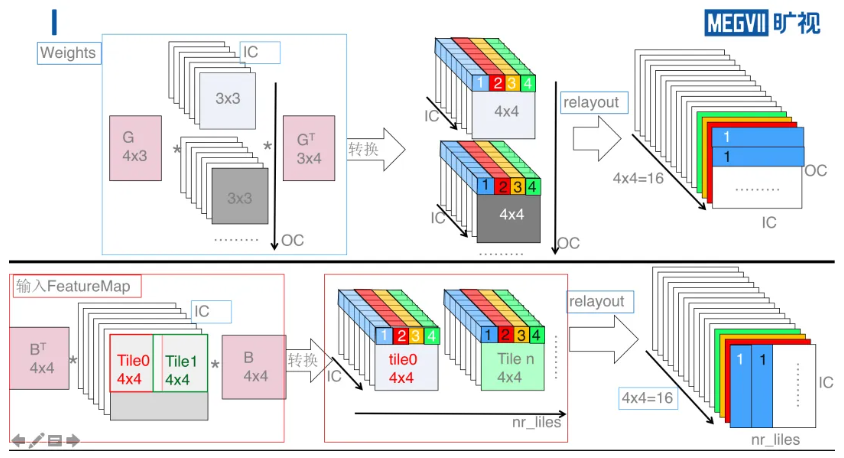 MEGVII 旷视
Weights
IC
3x3
G
4x3
*
*
G^T
3x4
3x3
.........
OC
转换
1 2 3 4
4x4
IC
1 2 3 4
4x4
IC
.........
OC
relayout
1
1
.........
4x4=16
OC
IC
输入FeatureMap
IC
B^T
4x4
*
Tile0
4x4
Tile1
4x4
*
B
4x4
转换
1 2 3 4
tile0
4x4
IC
1 2 3 4
Tile n
4x4
nr_liles
relayout
1 1
4x4=16
IC
nr_liles